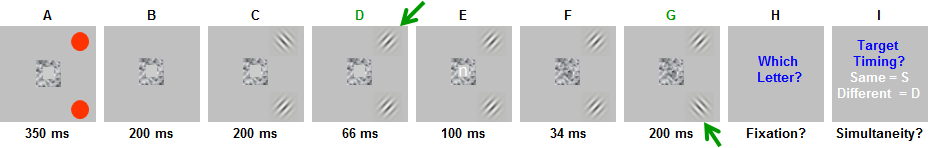 A B C D E F G H I
n
Which
Letter?
Target
Timing?
Same = S
Different = D
350 ms 200 ms 200 ms 66 ms 100 ms 34 ms 200 ms Fixation? Simultaneity?